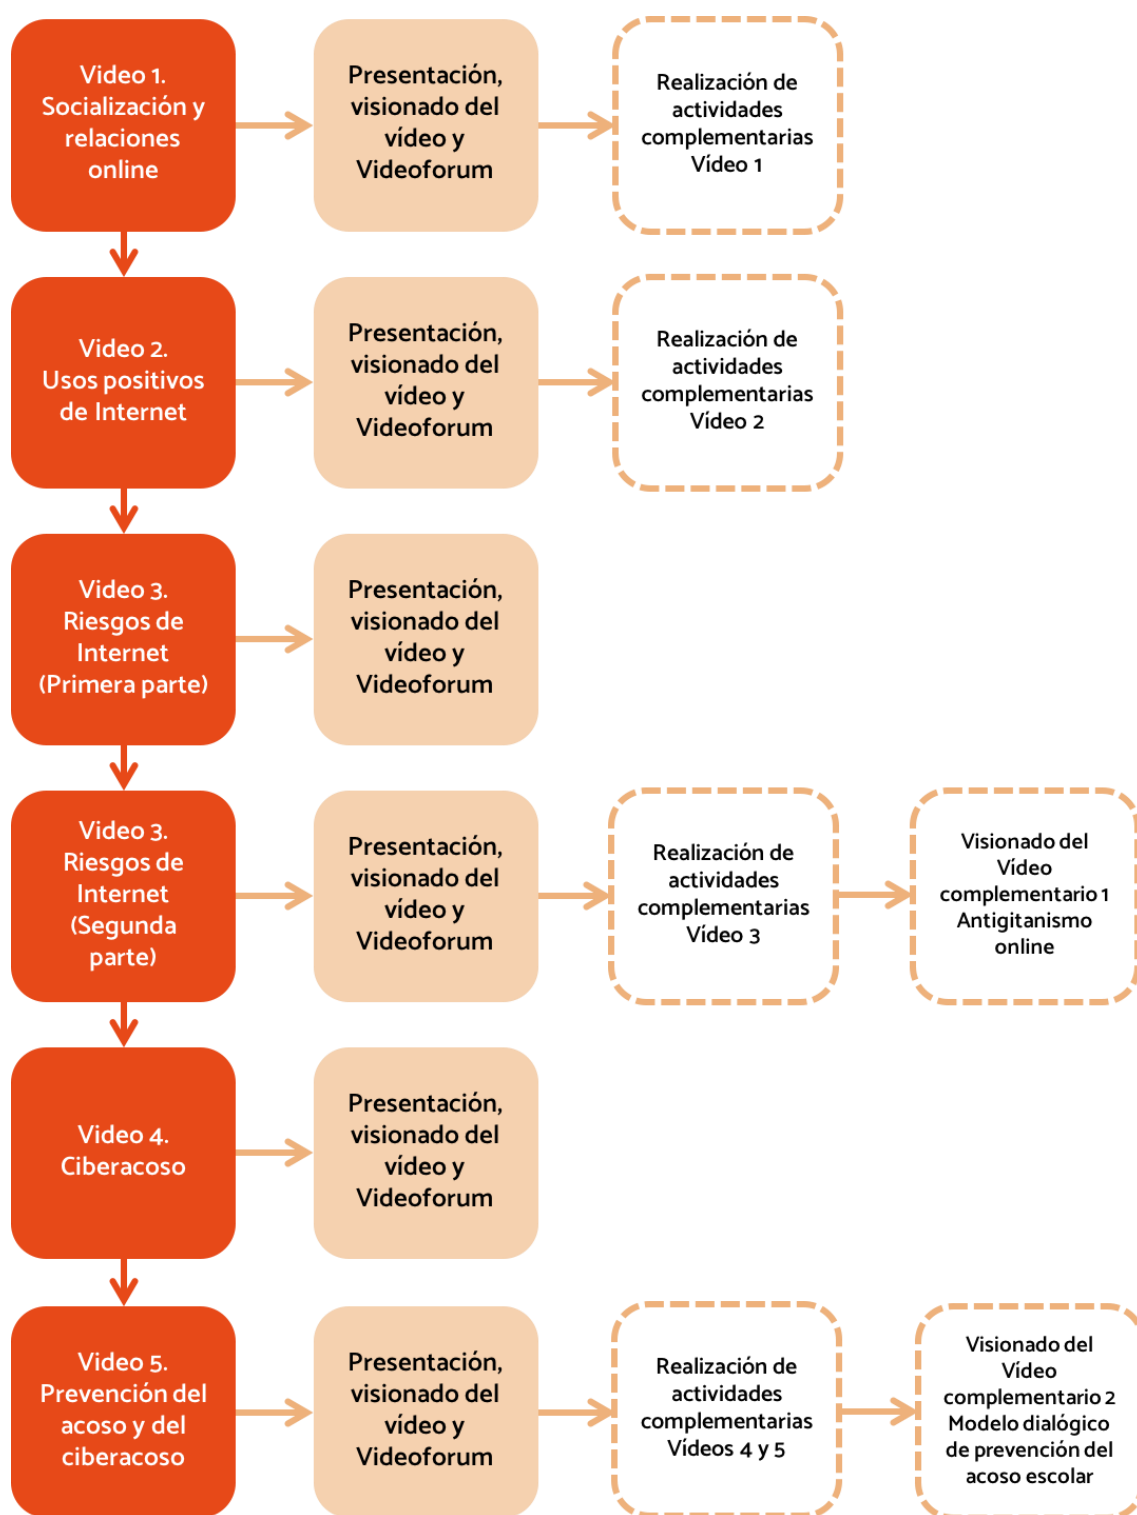 Video 1.
Socialización y
relaciones
online
Presentación,
visionado del
vídeo y
Videoforum
Realización de
actividades
complementarias
Vídeo 1
Video 2.
Usos positivos
de Internet
Presentación,
visionado del
vídeo y
Videoforum
Realización de
actividades
complementarias
Vídeo 2
Video 3.
Riesgos de
Internet
(Primera parte)
Presentación,
visionado del
vídeo y
Videoforum
Video 3.
Riesgos de
Internet
(Segunda
parte)
Presentación,
visionado del
vídeo y
Videoforum
Realización de
actividades
complementarias
Vídeo 3
Visionado del
Vídeo
complementario 1
Antigitanismo
online
Video 4.
Ciberacoso
Presentación,
visionado del
vídeo y
Videoforum
Video 5.
Prevención del
acoso y del
ciberacoso
Presentación,
visionado del
vídeo y
Videoforum
Realización de
actividades
complementarias
Vídeos 4 y 5
Visionado del
Vídeo
complementario 2
Modelo dialógico
de prevención del
acoso escolar